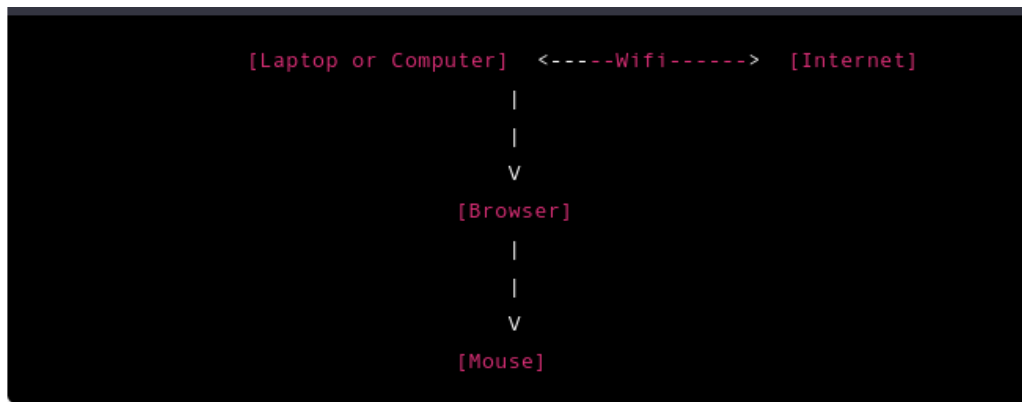 [Laptop or Computer]  <-----Wifi------>  [Internet]
|
|
V
[Browser]
|
|
V
[Mouse]